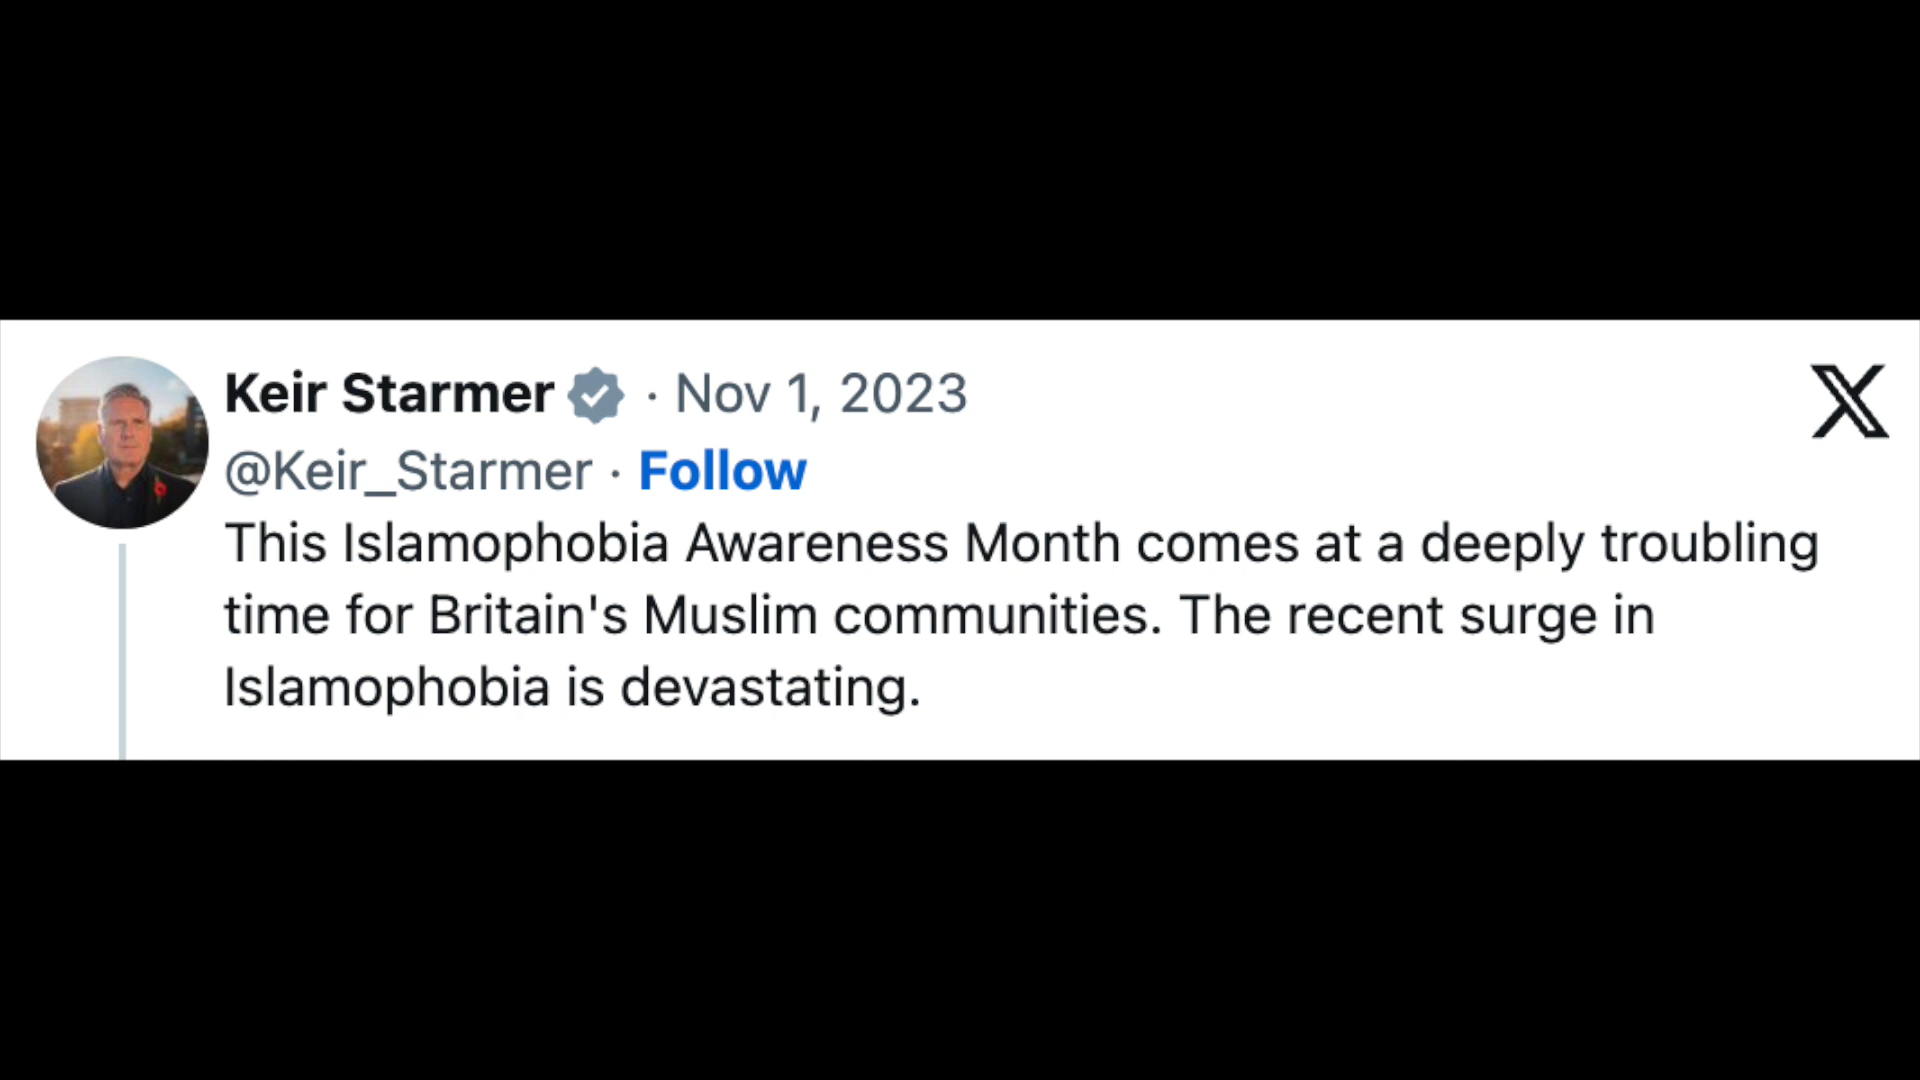 Keir Starmer · Nov 1, 2023
@Keir_Starmer · Follow
This Islamophobia Awareness Month comes at a deeply troubling
time for Britain's Muslim communities. The recent surge in
Islamophobia is devastating.